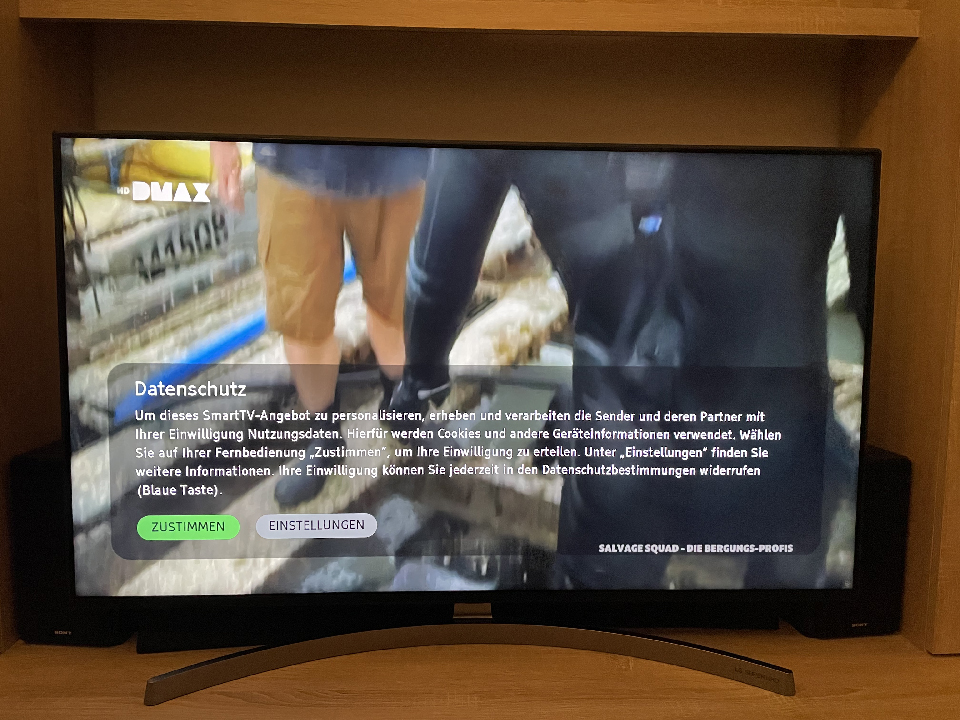 HD DMAX
Datenschutz
Um dieses SmartTV-Angebot zu personalisieren, erheben und verarbeiten die Sender und deren Partner mit
Ihrer Einwilligung Nutzungsdaten. Hierfür werden Cookies und andere Geräteinformationen verwendet. Wählen
Sie auf Ihrer Fernbedienung „Zustimmen“, um Ihre Einwilligung zu erteilen. Unter „Einstellungen“ finden Sie
weitere Informationen. Ihre Einwilligung können Sie jederzeit in den Datenschutzbestimmungen widerrufen
(Blaue Taste).
ZUSTIMMEN EINSTELLUNGEN
SALVAGE SQUAD - DIE BERGUNGS-PROFIS
SONY SONY